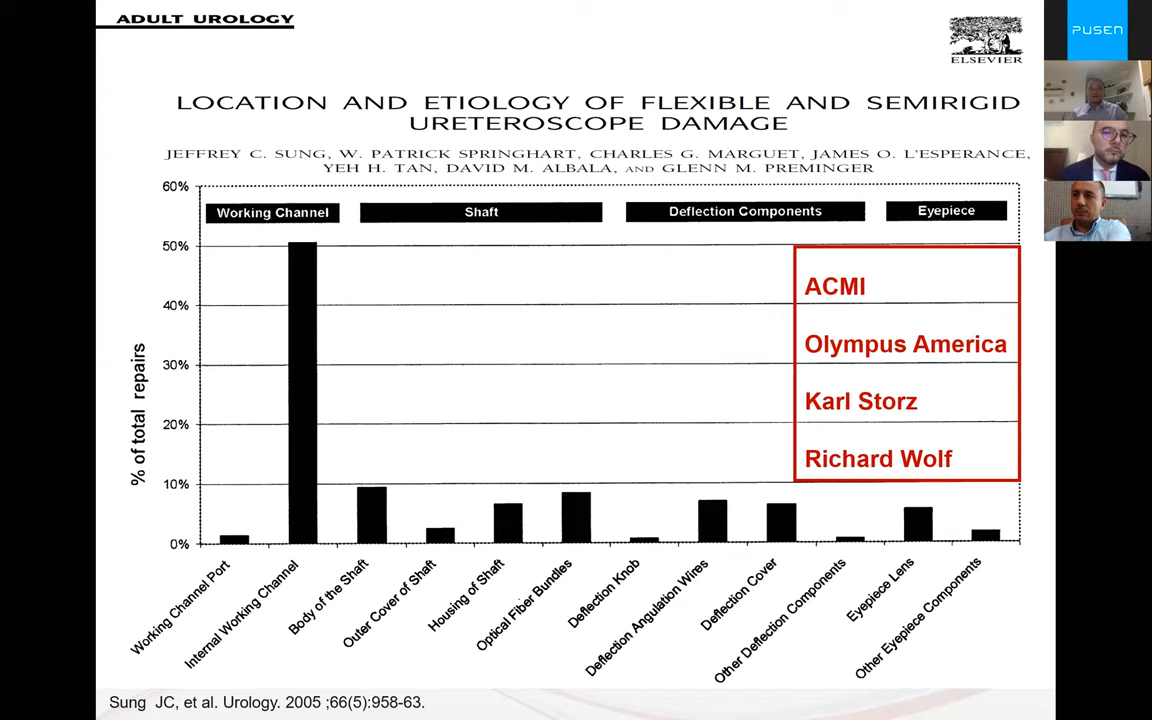 ADULT UROLOGY
ELSEVIER
PUSEN
LOCATION AND ETIOLOGY OF FLEXIBLE AND SEMIRIGID
URETEROSCOPE DAMAGE
JEFFREY C. SUNG, W. PATRICK SPRINGHART, CHARLES G. MARGUET, JAMES O. L'ESPERANCE,
YEH H. TAN, DAVID M. ALBALA, AND GLENN M. PREMINGER
60%
Working Channel
Shaft
Deflection Components
Eyepiece
50%
40%
30%
20%
10%
0%
% of total repairs
ACMI
Olympus America
Karl Storz
Richard Wolf
Working Channel Port
Internal Working Channel
Body of the Shaft
Outer Cover of Shaft
Housing of Shaft
Optical Fiber Bundles
Deflection Knob
Deflection Angulation Wires
Deflection Cover
Other Deflection Components
Eyepiece Lens
Other Eyepiece Components
Sung JC, et al. Urology. 2005 ;66(5):958-63.